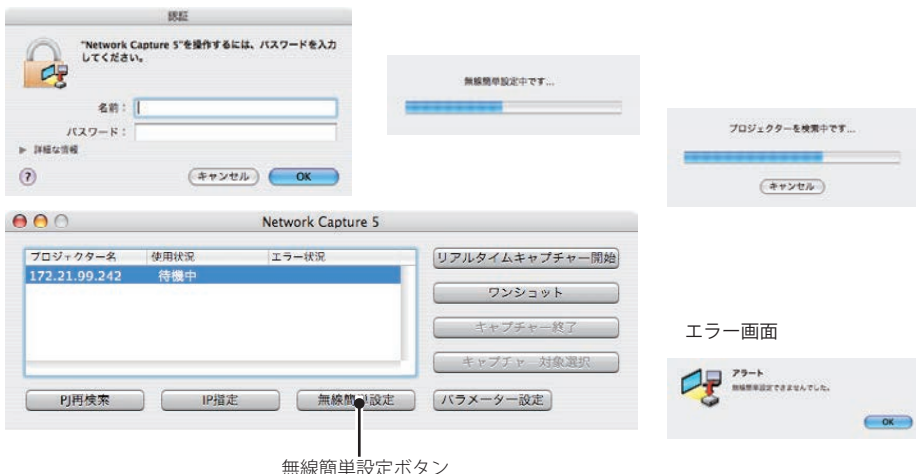 認証
"Network Capture 5"を操作するには、パスワードを入力
してください。
名前：
パスワード：
▶ 詳細な情報
?
キャンセル
OK
無線簡単設定中です...
プロジェクターを検索中です...
キャンセル
Network Capture 5
プロジェクター名 使用状況 エラー状況
172.21.99.242 待機中
リアルタイムキャプチャー開始
ワンショット
キャプチャー終了
キャプチャー 対象選択
PJ再検索
IP指定
無線簡単設定
パラメーター設定
無線簡単設定ボタン
エラー画面
アラート
無線簡単設定できませんでした。
OK